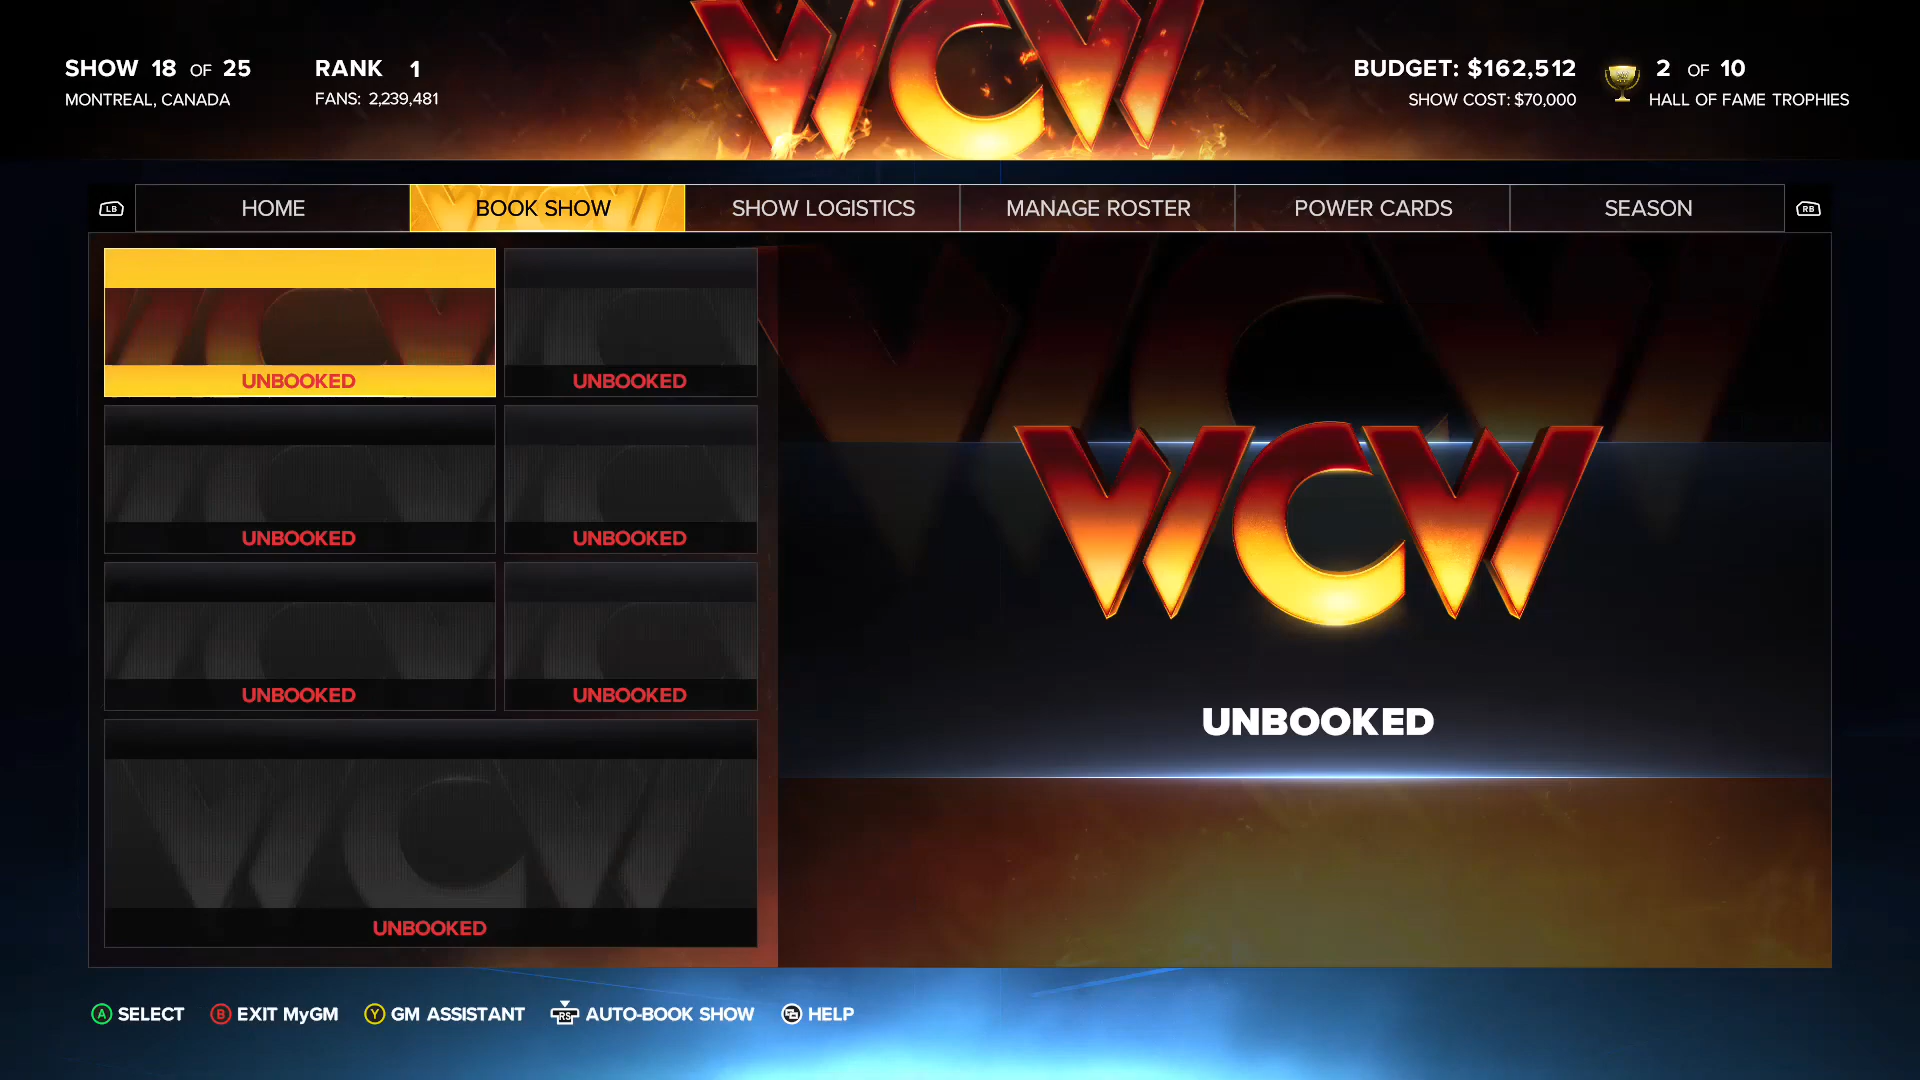 WCW
SHOW 18 OF 25
MONTREAL, CANADA
RANK 1
FANS: 2,239,481
BUDGET: $162,512
SHOW COST: $70,000
2 OF 10
HALL OF FAME TROPHIES
LB
HOME
BOOK SHOW
SHOW LOGISTICS
MANAGE ROSTER
POWER CARDS
SEASON
RB
UNBOOKED
UNBOOKED
UNBOOKED
UNBOOKED
UNBOOKED
UNBOOKED
UNBOOKED
WCW
UNBOOKED
A SELECT
B EXIT MyGM
Y GM ASSISTANT
RS AUTO-BOOK SHOW
HELP